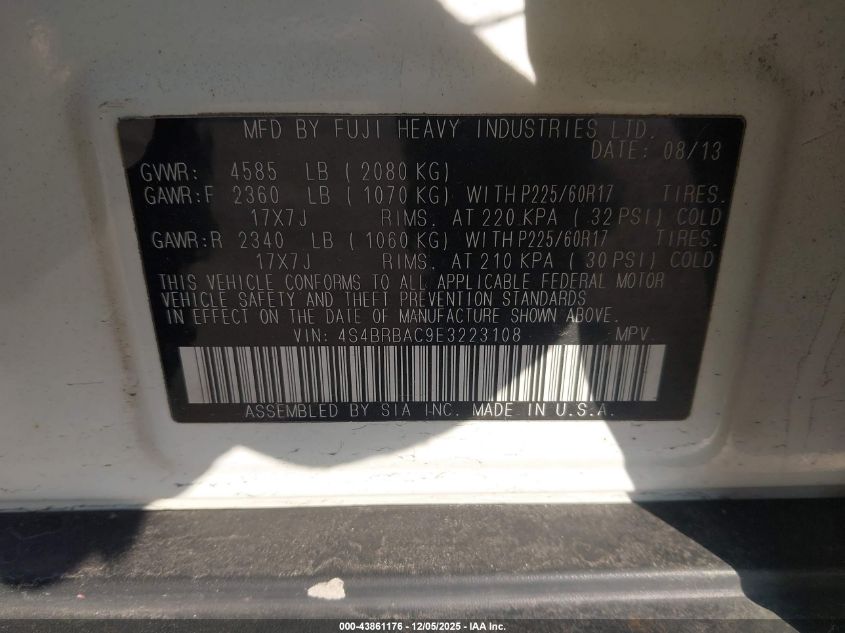 MFD BY FUJI HEAVY INDUSTRIES LTD.
DATE: 08/13
GVWR: 4585 LB ( 2080 KG)
GAWR:F 2360 LB ( 1070 KG) WITH P225/60R17 TIRES.
17X7J RIMS. AT 220 KPA ( 32 PSI) COLD
GAWR:R 2340 LB ( 1060 KG) WITH P225/60R17 TIRES.
17X7J RIMS. AT 210 KPA ( 30 PSI) COLD
THIS VEHICLE CONFORMS TO ALL APPLICABLE FEDERAL MOTOR
VEHICLE SAFETY AND THEFT PREVENTION STANDARDS
IN EFFECT ON THE DATE OF MANUFACTURE SHOWN ABOVE.
VIN: 4S4BRBAC9E3223108 MPV.
ASSEMBLED BY SIA INC. MADE IN U.S.A.
000-43861176 - 12/05/2025 - IAA Inc.